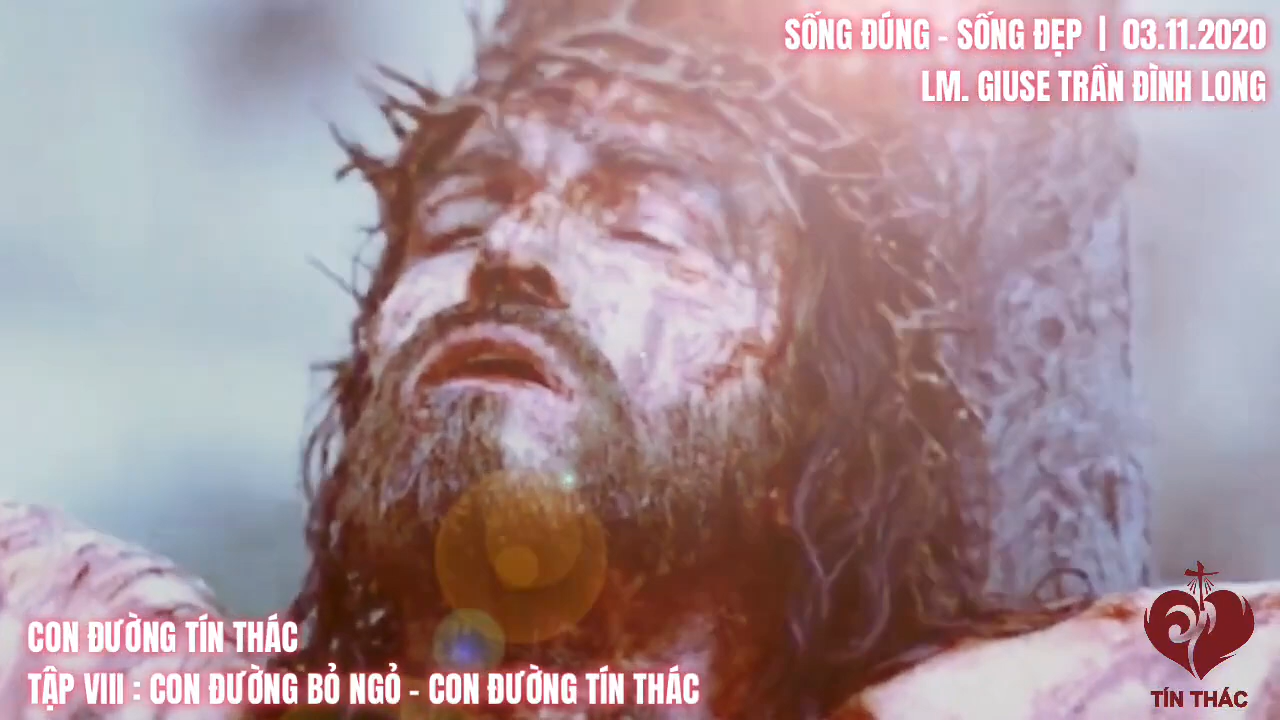 SỐNG ĐÚNG - SỐNG ĐẸP | 03.11.2020
LM. GIUSE TRẦN ĐÌNH LONG
CON ĐƯỜNG TÍN THÁC
TẬP VIII : CON ĐƯỜNG BỎ NGỎ - CON ĐƯỜNG TÍN THÁC
TÍN THÁC